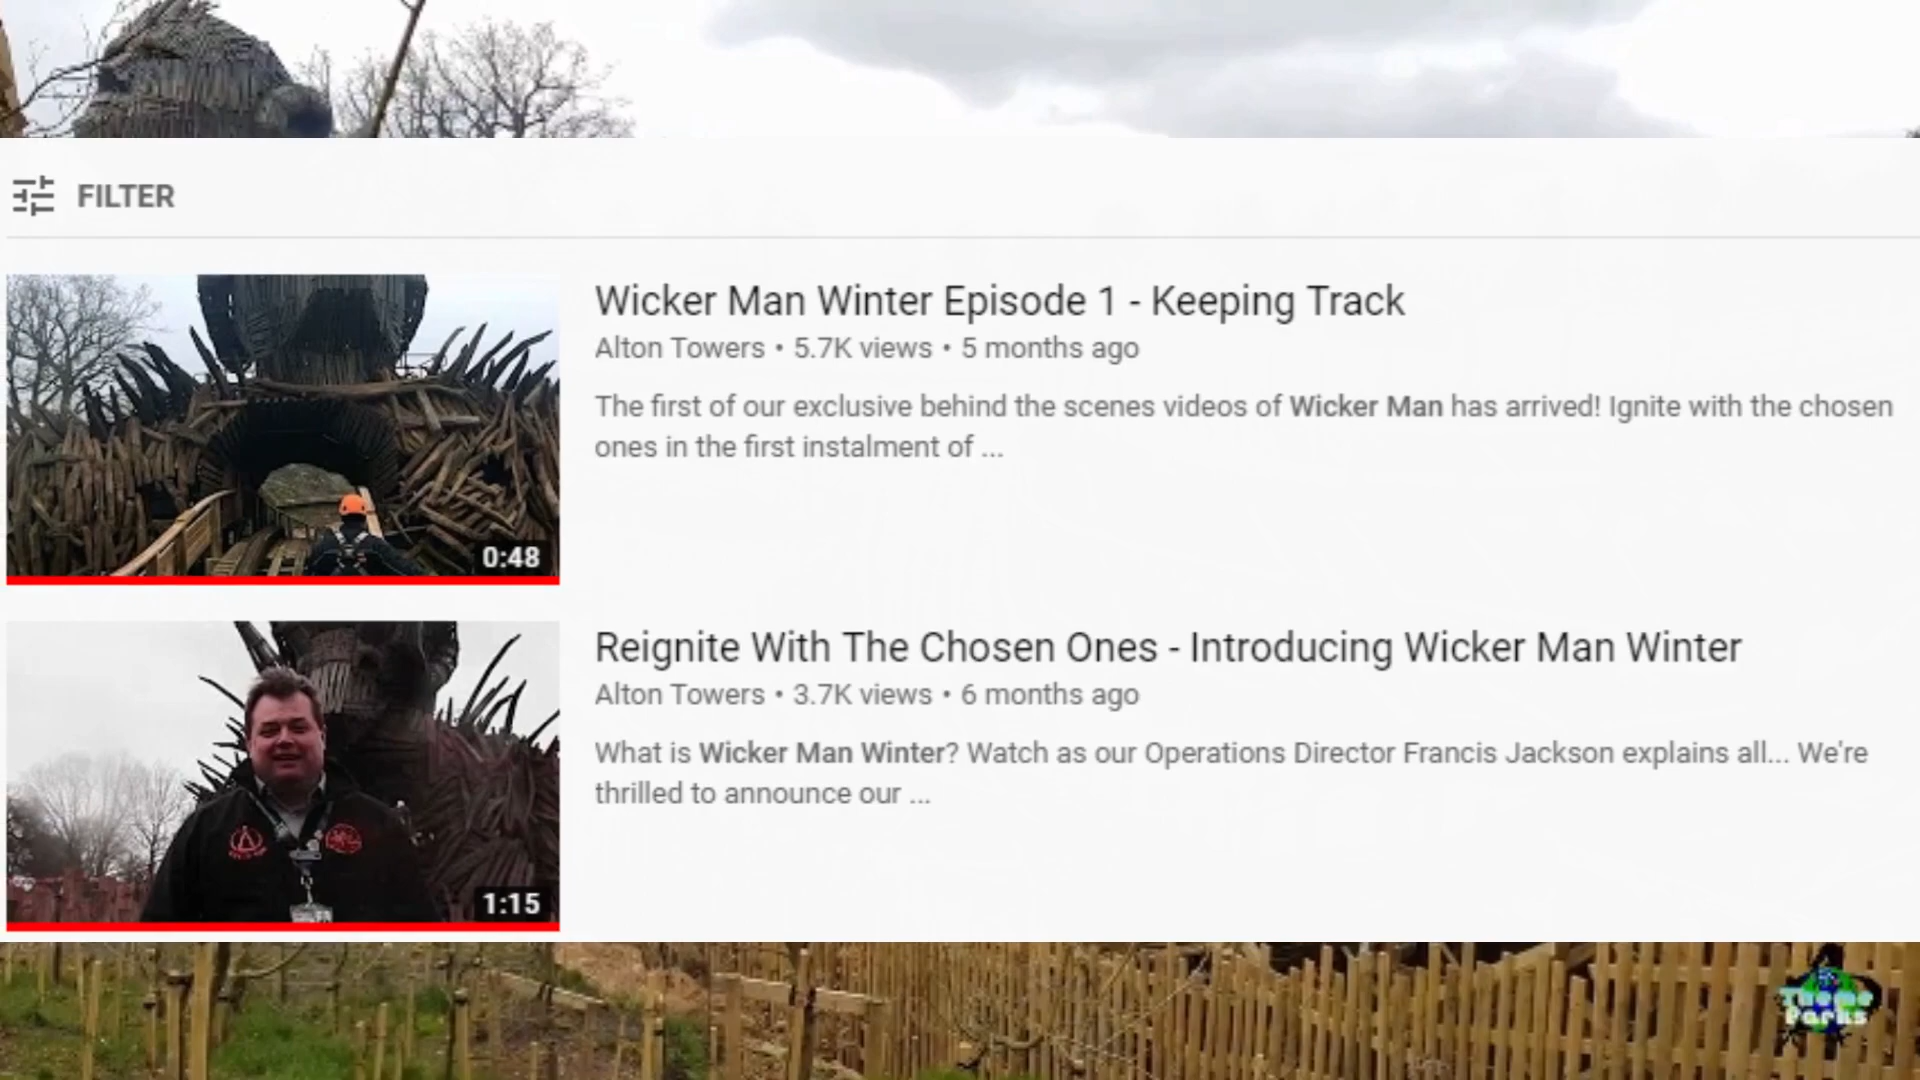 FILTER
Wicker Man Winter Episode 1 - Keeping Track
Alton Towers • 5.7K views • 5 months ago
The first of our exclusive behind the scenes videos of Wicker Man has arrived! Ignite with the chosen
ones in the first instalment of ...
0:48
Reignite With The Chosen Ones - Introducing Wicker Man Winter
Alton Towers • 3.7K views • 6 months ago
What is Wicker Man Winter? Watch as our Operations Director Francis Jackson explains all... We're
thrilled to announce our ...
1:15
Theme
Parks